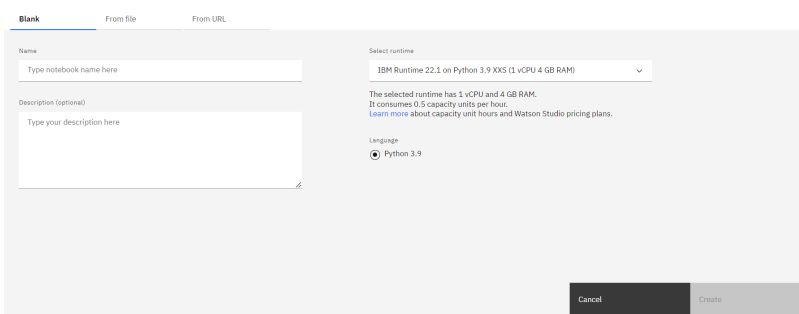 Blank
From file
From URL
Name
Type notebook name here
Description (optional)
Type your description here
Select runtime
IBM Runtime 22.1 on Python 3.9 XXS (1 vCPU 4 GB RAM)
The selected runtime has 1 vCPU and 4 GB RAM.
It consumes 0.5 capacity units per hour.
Learn more about capacity unit hours and Watson Studio pricing plans.
Language
Python 3.9
Cancel
Create